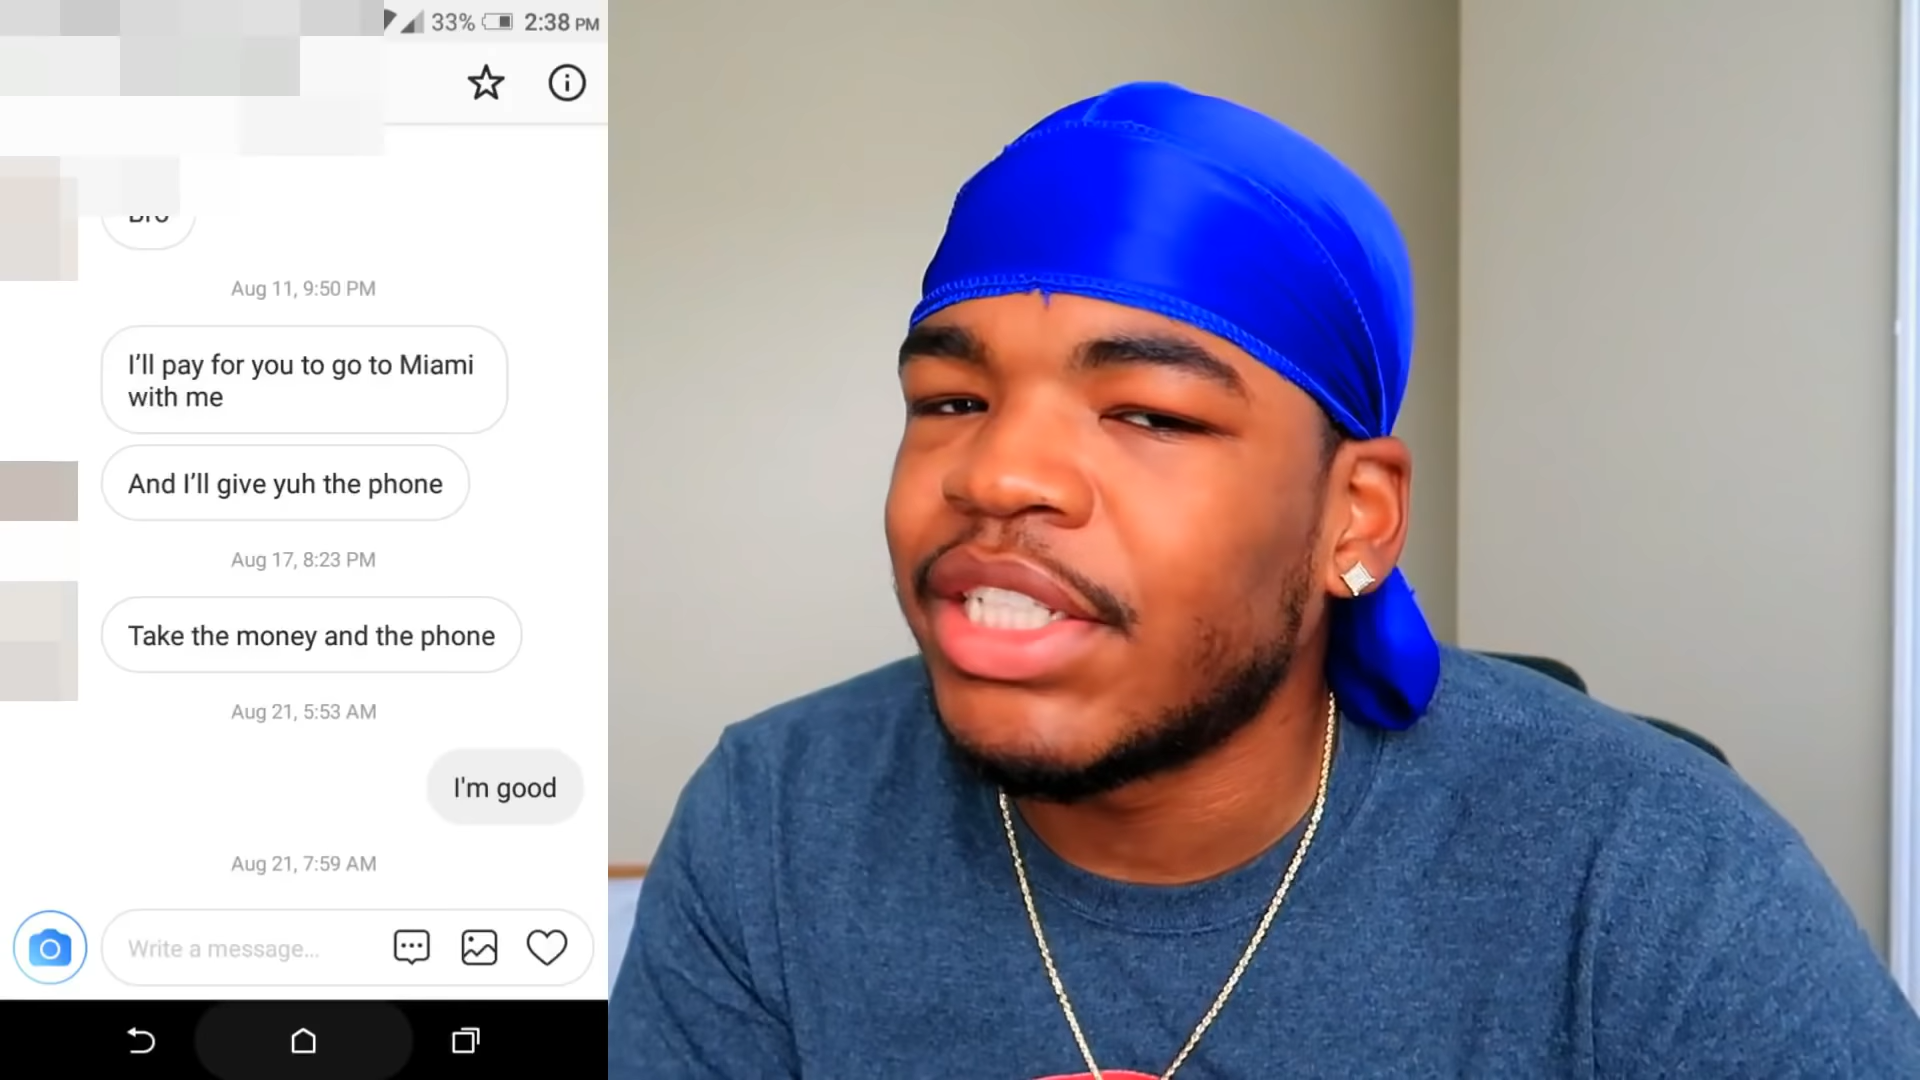 33% 2:38 PM
Bro
Aug 11, 9:50 PM
I’ll pay for you to go to Miami
with me
And I’ll give yuh the phone
Aug 17, 8:23 PM
Take the money and the phone
Aug 21, 5:53 AM
I'm good
Aug 21, 7:59 AM
Write a message...